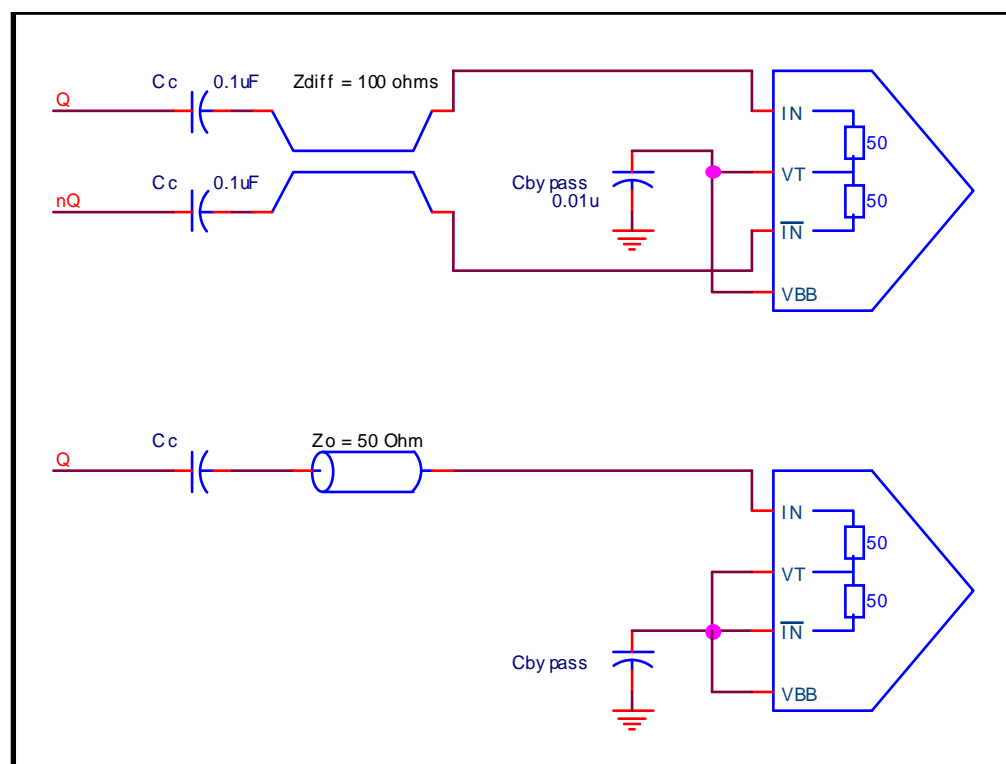 Cc 0.1uF Zdiff = 100 ohms
Q
IN
50
Cc 0.1uF
VT
Cbypass
0.01u
50
nQ
IN
VBB
Cc
Zo = 50 Ohm
Q
IN
50
VT
50
IN
Cbypass
VBB